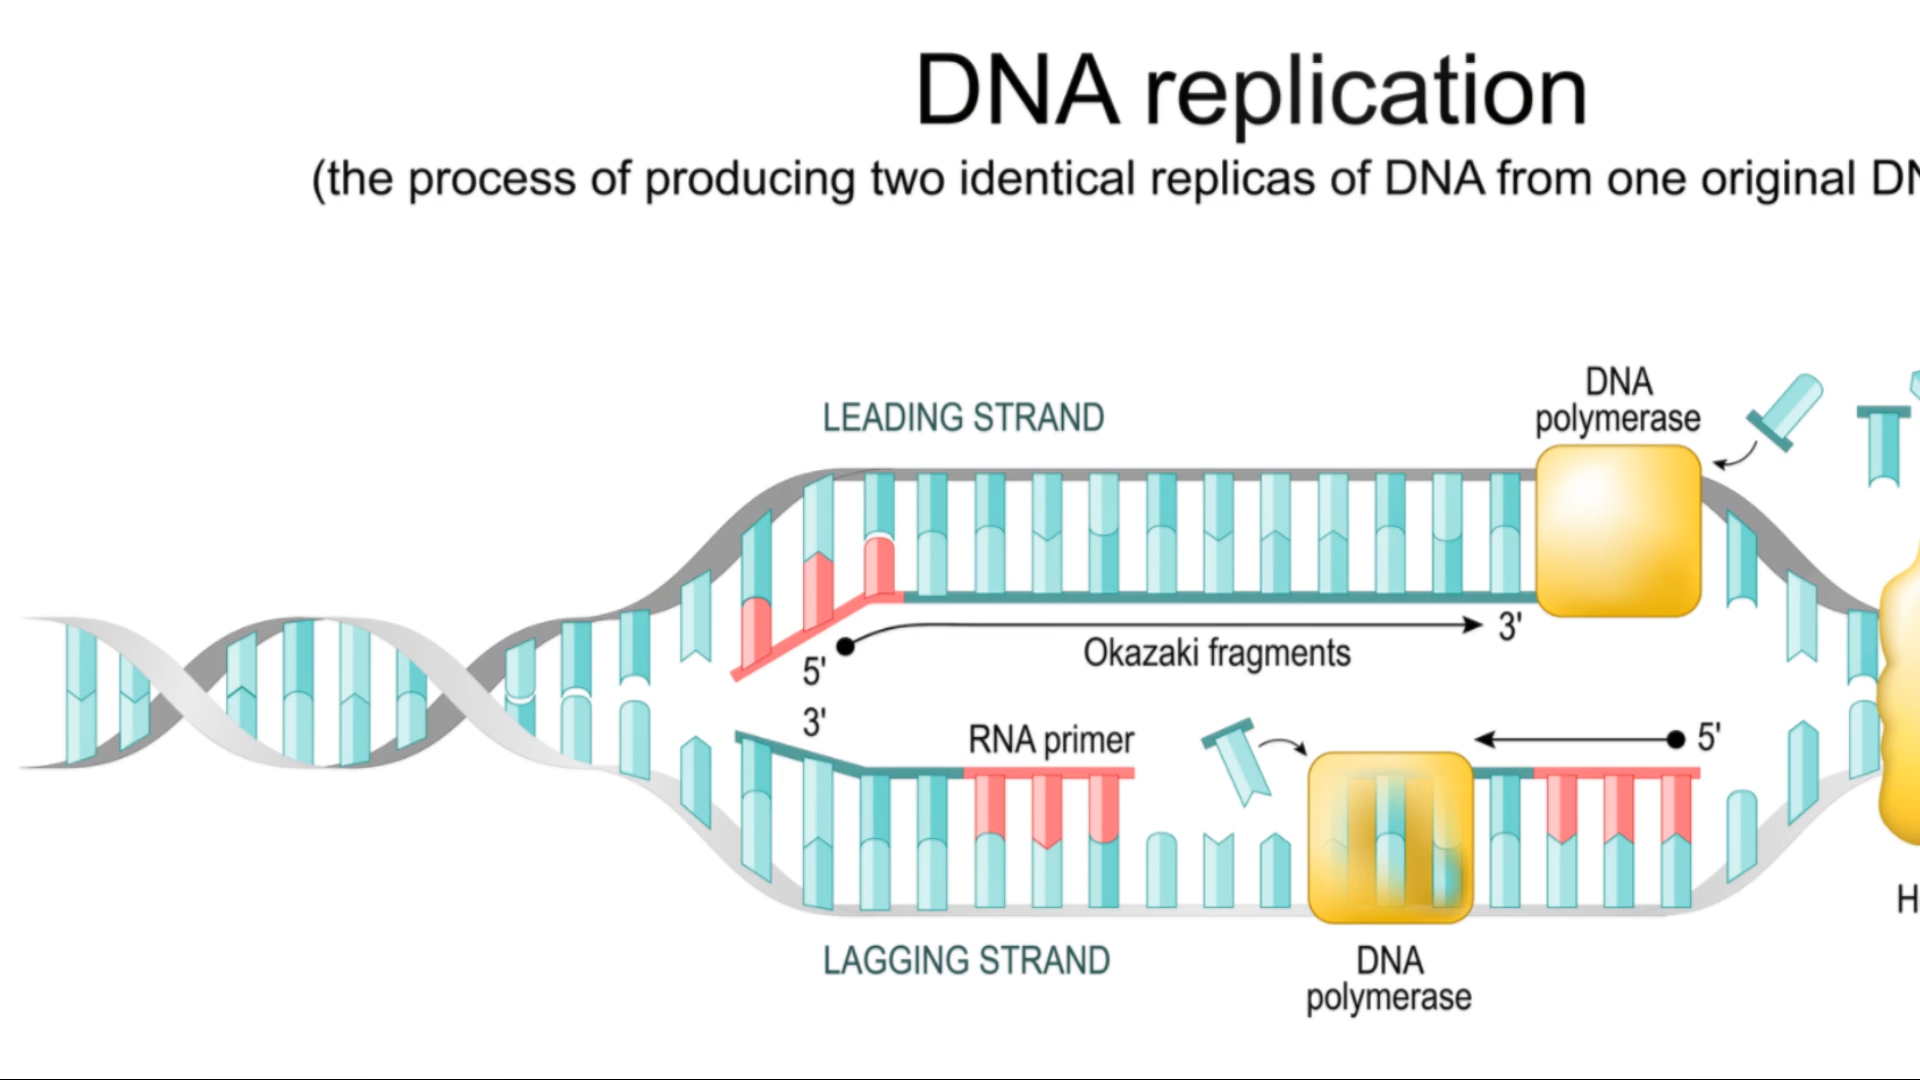 DNA replication
(the process of producing two identical replicas of DNA from one original
DNA
polymerase
LEADING STRAND
3'
Okazaki fragments
5'
3'
RNA primer
5'
LAGGING STRAND
DNA
polymerase